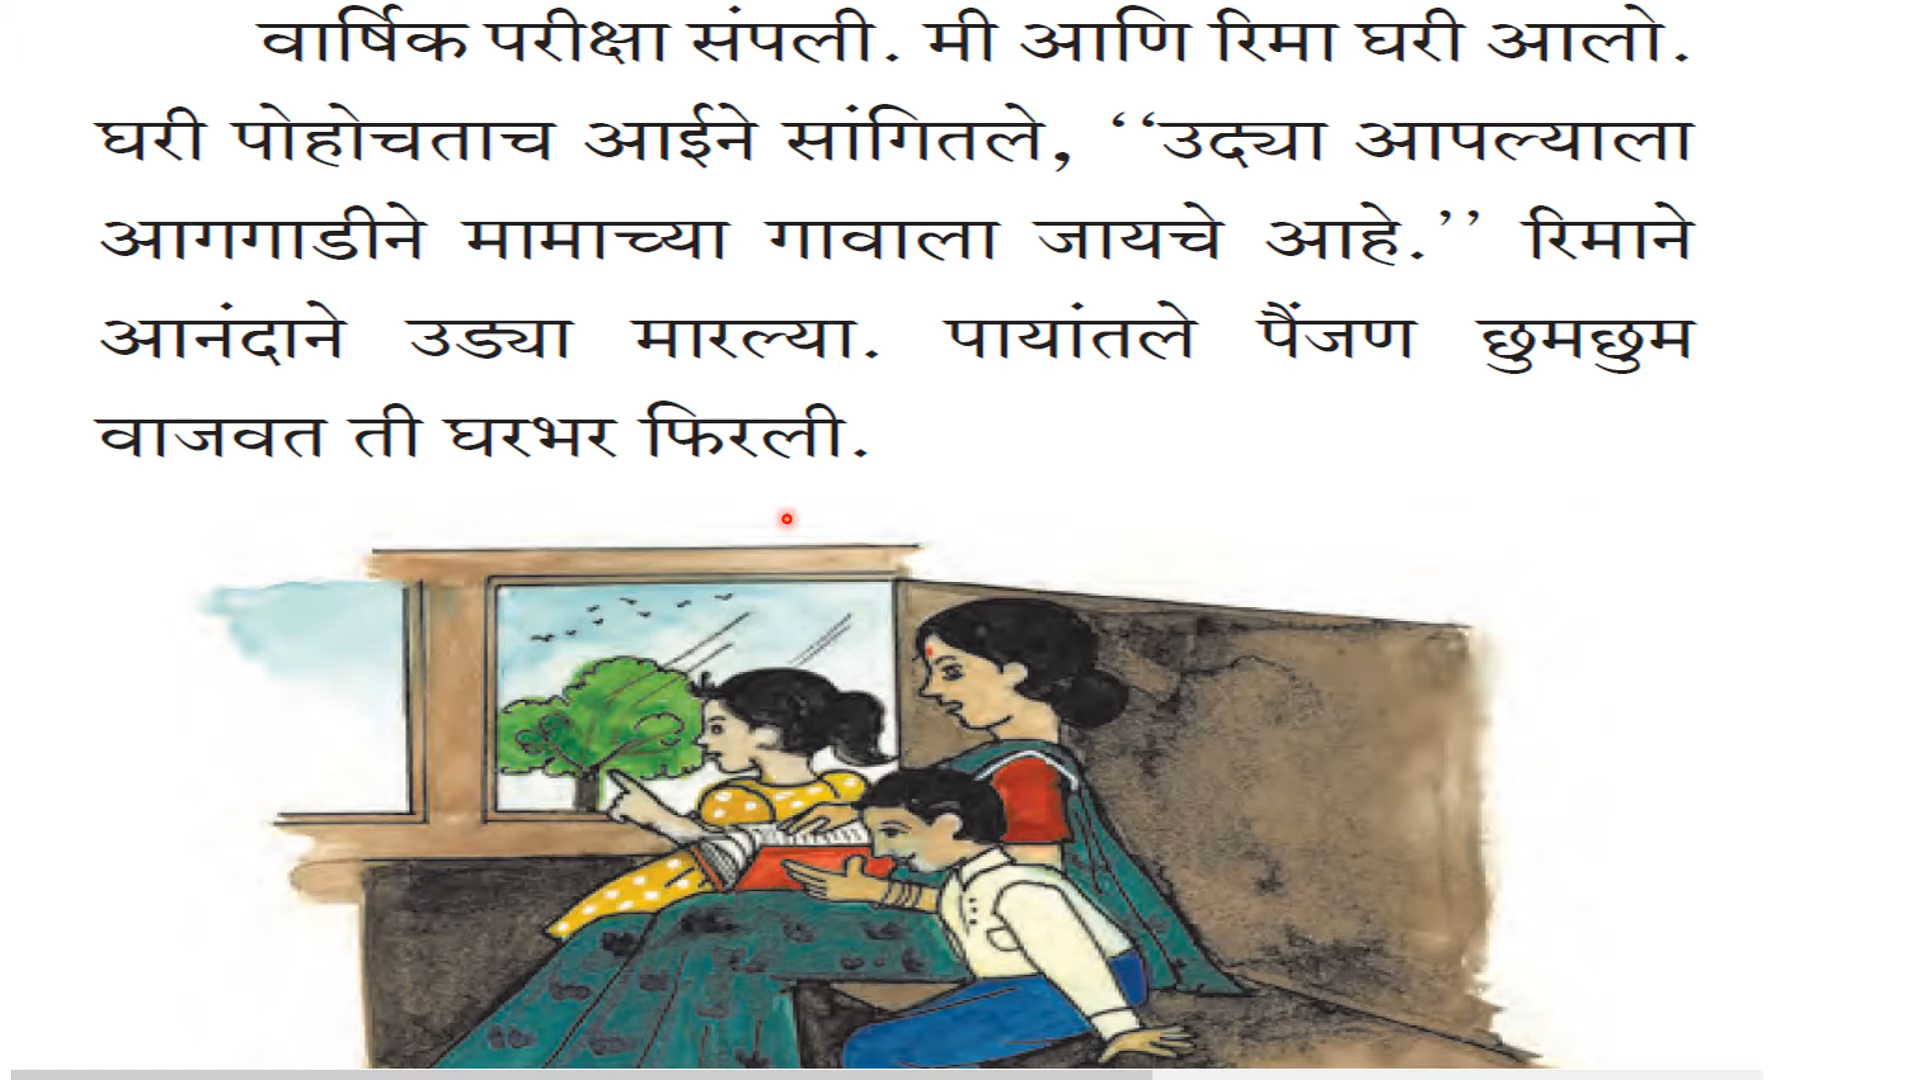 वार्षिक परीक्षा संपली. मी आणि रिमा घरी आलो.
घरी पोहोचताच आईने सांगितले, ‘‘उद्या आपल्याला
आगगाडीने मामाच्या गावाला जायचे आहे.’’ रिमाने
आनंदाने उड्या मारल्या. पायांतले पैंजण छुमछुम
वाजवत ती घरभर फिरली.